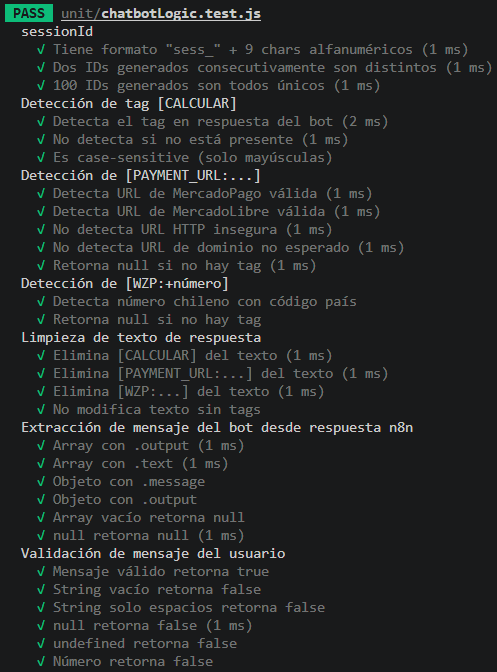 PASS unit/chatbotLogic.test.js
sessionId
√ Tiene formato "sess_" + 9 chars alfanuméricos (1 ms)
√ Dos IDs generados consecutivamente son distintos (1 ms)
√ 100 IDs generados son todos únicos (1 ms)
Detección de tag [CALCULAR]
√ Detecta el tag en respuesta del bot (2 ms)
√ No detecta si no está presente (1 ms)
√ Es case-sensitive (solo mayúsculas)
Detección de [PAYMENT_URL:...]
√ Detecta URL de MercadoPago válida (1 ms)
√ Detecta URL de MercadoLibre válida (1 ms)
√ No detecta URL HTTP insegura (1 ms)
√ No detecta URL de dominio no esperado (1 ms)
√ Retorna null si no hay tag (1 ms)
Detección de [WZP:+número]
√ Detecta número chileno con código país
√ Retorna null si no hay tag
Limpieza de texto de respuesta
√ Elimina [CALCULAR] del texto (1 ms)
√ Elimina [PAYMENT_URL:...] del texto (1 ms)
√ Elimina [WZP:...] del texto (1 ms)
√ No modifica texto sin tags
Extracción de mensaje del bot desde respuesta n8n
√ Array con .output (1 ms)
√ Array con .text (1 ms)
√ Objeto con .message
√ Objeto con .output
√ Array vacío retorna null
√ null retorna null (1 ms)
Validación de mensaje del usuario
√ Mensaje válido retorna true
√ String vacío retorna false
√ String solo espacios retorna false
√ null retorna false (1 ms)
√ undefined retorna false
√ Número retorna false